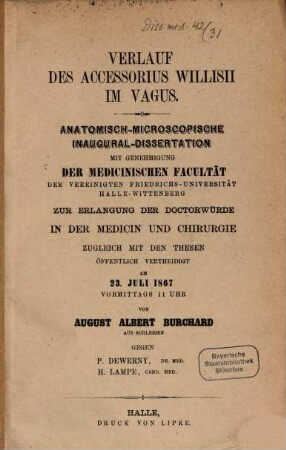 Diss. med. 42/31
VERLAUF
DES ACCESSORIUS WILLISII
IM VAGUS.
ANATOMISCH-MICROSCOPISCHE
INAUGURAL-DISSERTATION
MIT GENEHMIGUNG
DER MEDICINISCHEN FACULTÄT
DER VEREINIGTEN FRIEDRICHS-UNIVERSITÄT
HALLE-WITTENBERG
ZUR ERLANGUNG DER DOCTORWÜRDE
IN DER MEDICIN UND CHIRURGIE
ZUGLEICH MIT DEN THESEN
ÖFFENTLICH VERTHEIDIGT
AM
23. JULI 1867
VORMITTAGS 11 UHR
VON
AUGUST ALBERT BURCHARD
AUS SCHLESIEN
GEGEN
P. DEWERNY, DR. MED.
H. LAMPE, CAND. MED.
Bayerische
Staatsbibliothek
München
HALLE,
DRUCK VON LIPKE.